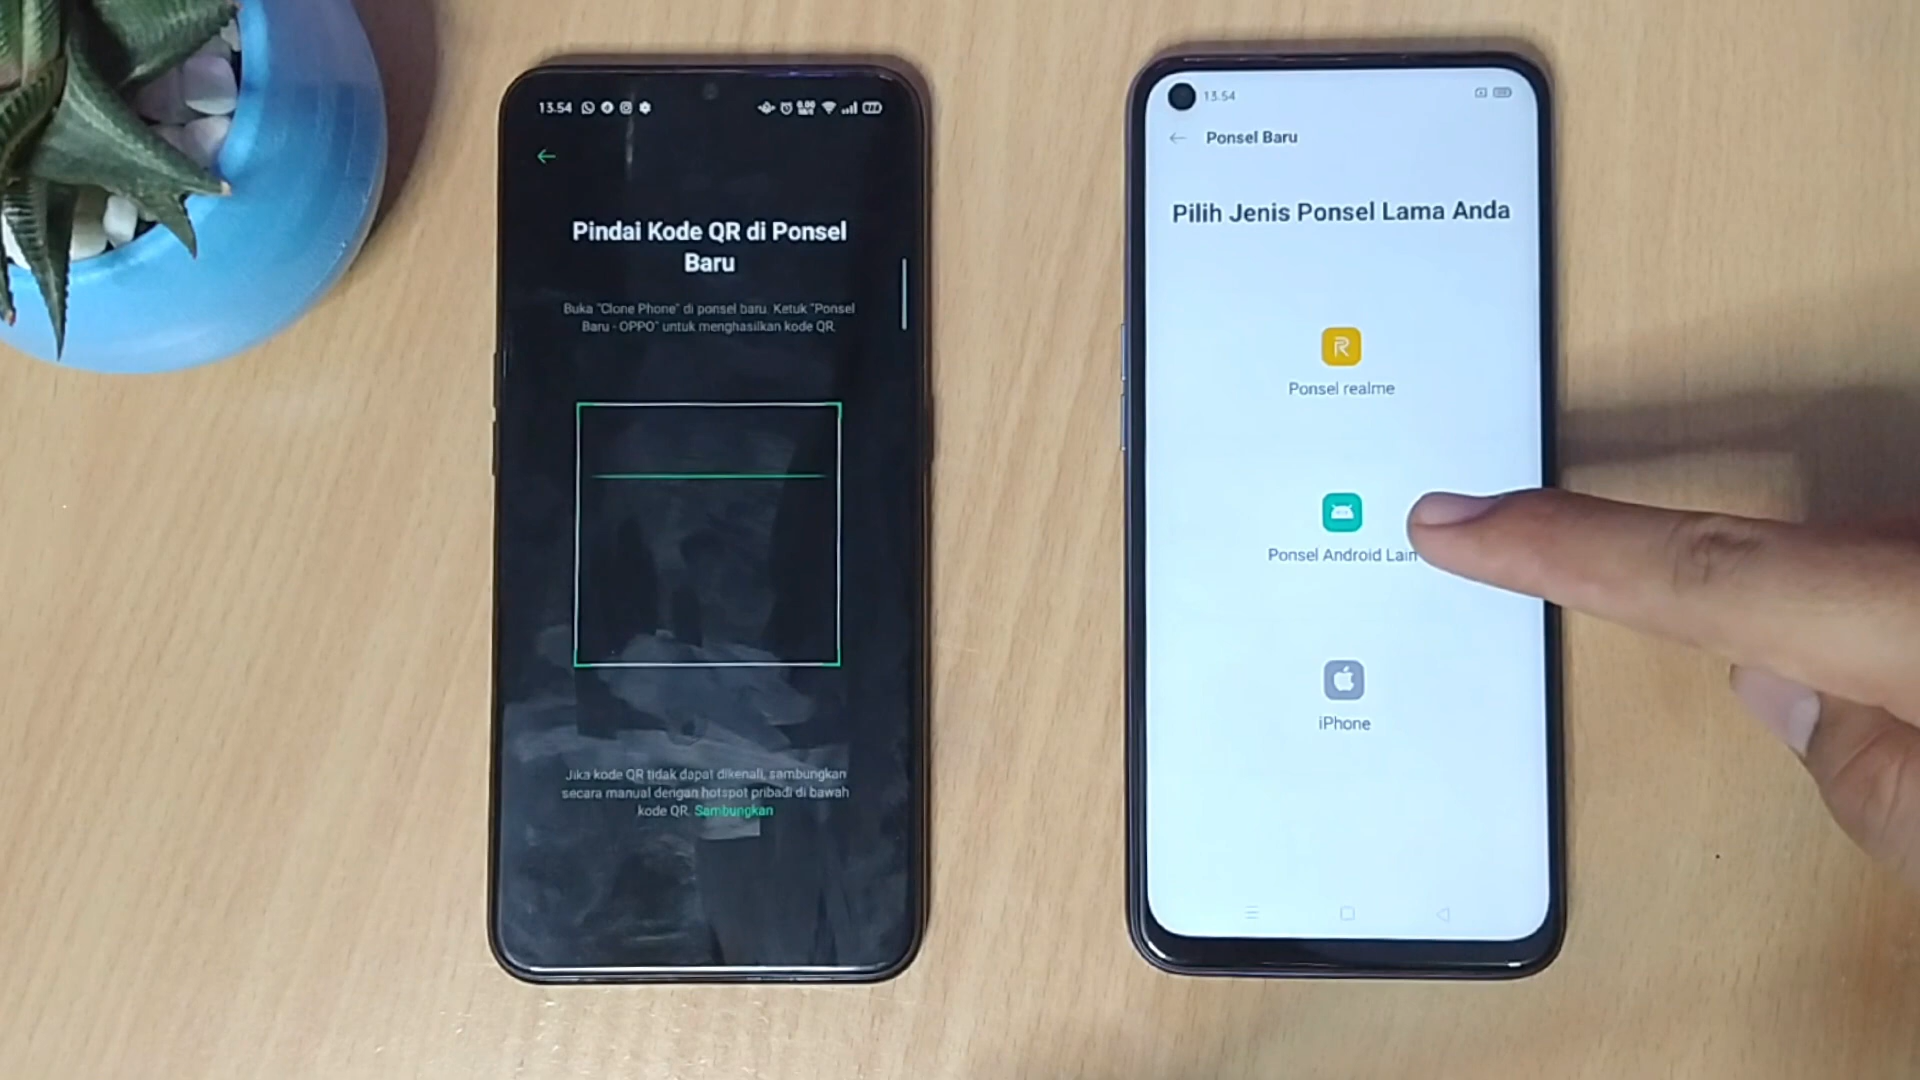 13.54
Pindai Kode QR di Ponsel
Baru
Buka "Clone Phone" di ponsel baru. Ketuk "Ponsel
Baru - OPPO" untuk menghasilkan kode QR.
Jika kode QR tidak dapat dikenali, sambungkan
secara manual dengan hotspot pribadi di bawah
kode QR. Sambungkan
13.54
Ponsel Baru
Pilih Jenis Ponsel Lama Anda
R
Ponsel realme
Ponsel Android Lain
iPhone